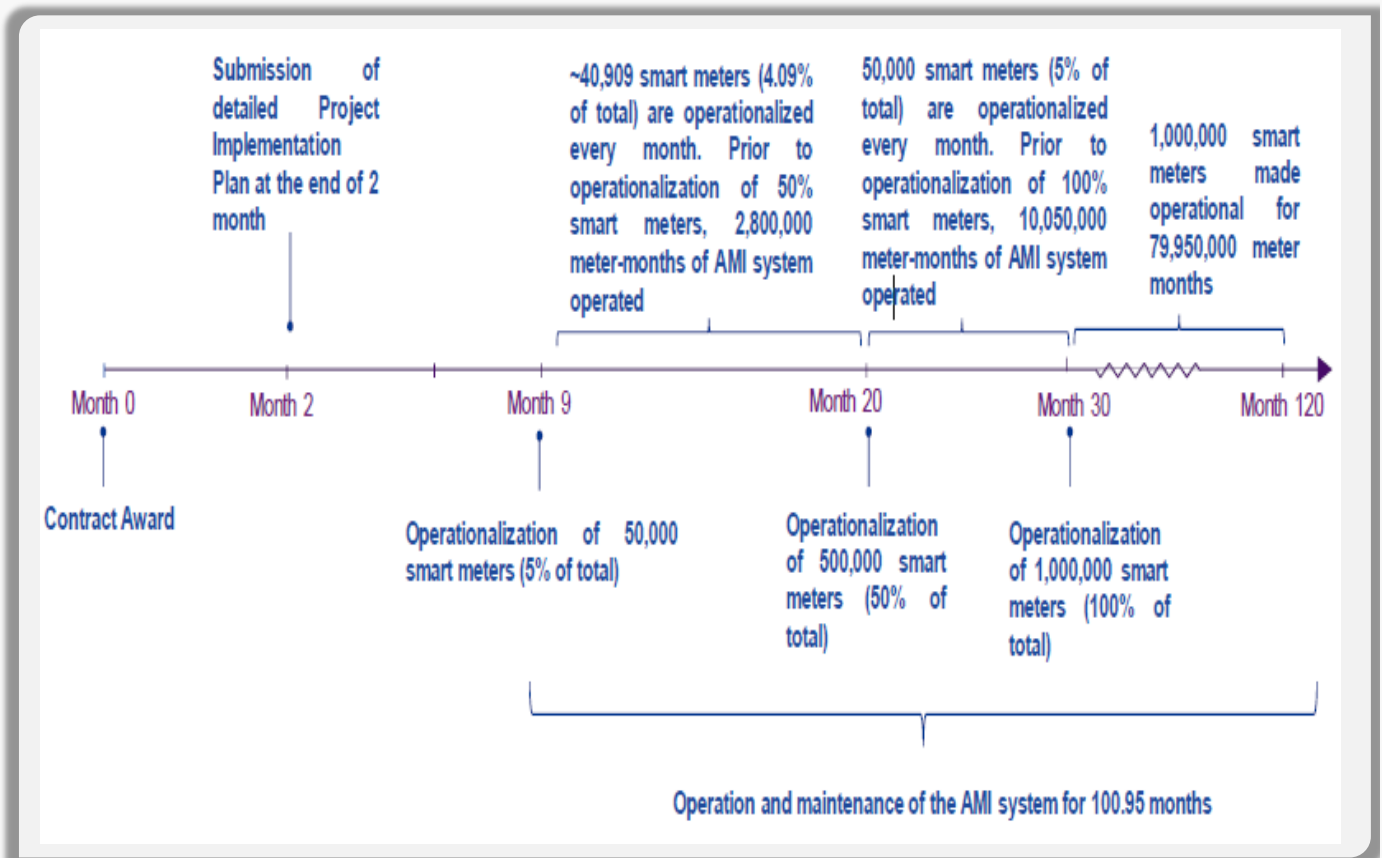 Submission of
detailed Project
Implementation
Plan at the end of 2
month
~40,909 smart meters (4.09%
of total) are operationalized
every month. Prior to
operationalization of 50%
smart meters, 2,800,000
meter-months of AMI system
operated
50,000 smart meters (5% of
total) are operationalized
every month. Prior to
operationalization of 100%
smart meters, 10,050,000
meter-months of AMI system
operated
1,000,000 smart
meters made
operational for
79,950,000 meter
months
Month 0
Month 2
Month 9
Month 20
Month 30
Month 120
Contract Award
Operationalization of 50,000
smart meters (5% of total)
Operationalization
of 500,000 smart
meters (50% of
total)
Operationalization
of 1,000,000 smart
meters (100% of
total)
Operation and maintenance of the AMI system for 100.95 months